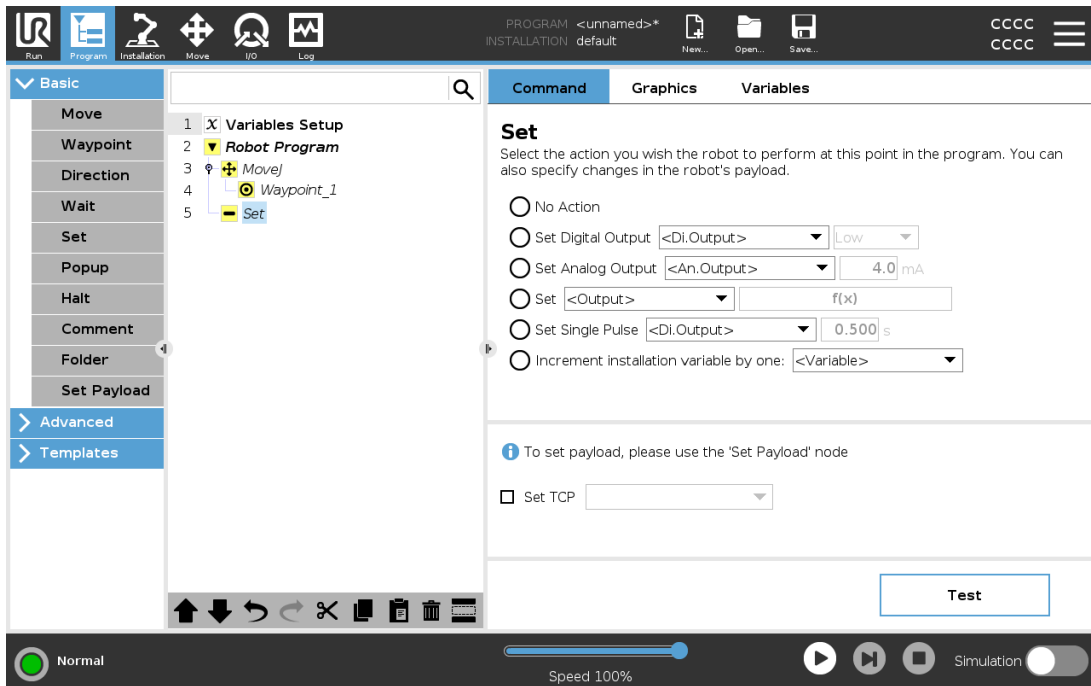 PROGRAM <unnamed>*
INSTALLATION default
Run Program Installation Move I/O Log
New... Open... Save...
CCCC
CCCC
Basic
Move
Waypoint
Direction
Wait
Set
Popup
Halt
Comment
Folder
Set Payload
Advanced
Templates
1 X Variables Setup
2 Robot Program
3 MoveJ
4 Waypoint_1
5 Set
Command Graphics Variables
Set
Select the action you wish the robot to perform at this point in the program. You can
also specify changes in the robot's payload.
No Action
Set Digital Output <Di.Output> Low
Set Analog Output <An.Output> 4.0 mA
Set <Output> f(x)
Set Single Pulse <Di.Output> 0.500 s
Increment installation variable by one: <Variable>
To set payload, please use the 'Set Payload' node
Set TCP
Test
Normal
Speed 100%
Simulation